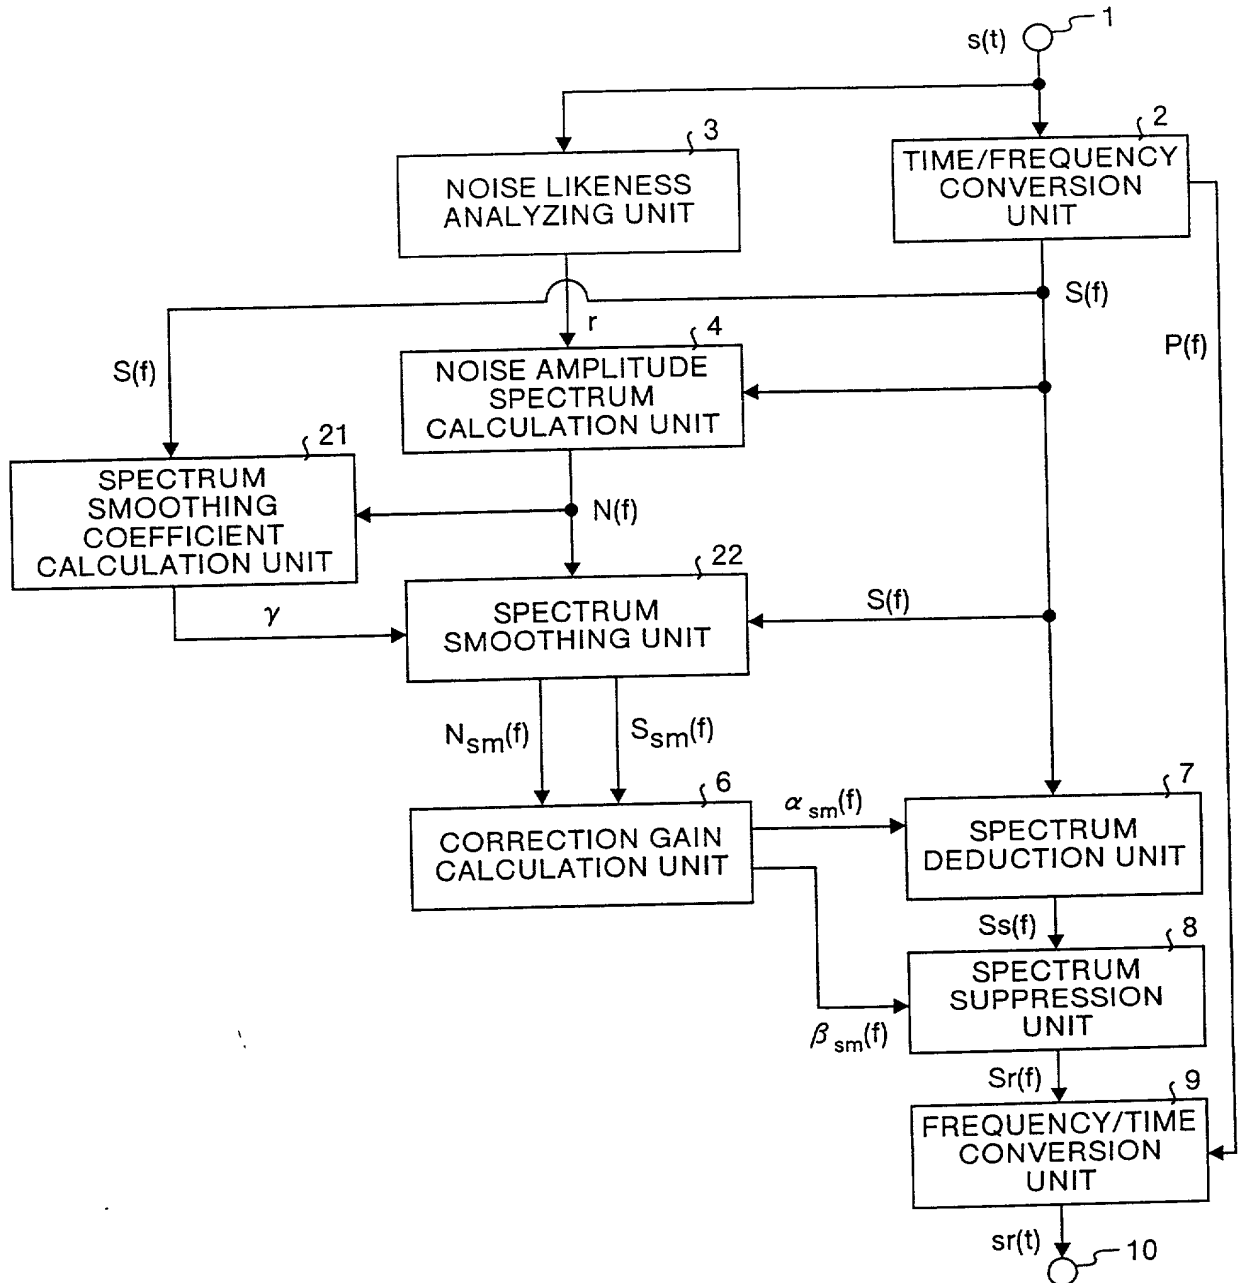 1
s(t)
2
3
TIME/FREQUENCY
CONVERSION
UNIT
NOISE LIKENESS
ANALYZING UNIT
S(f)
r
4
P(f)
S(f)
NOISE AMPLITUDE
SPECTRUM
CALCULATION UNIT
21
SPECTRUM
SMOOTHING
COEFFICIENT
CALCULATION UNIT
N(f)
22
γ
SPECTRUM
SMOOTHING UNIT
S(f)
Nsm(f)
Ssm(f)
6
7
αsm(f)
CORRECTION GAIN
CALCULATION UNIT
SPECTRUM
DEDUCTION UNIT
Ss(f)
8
SPECTRUM
SUPPRESSION
UNIT
βsm(f)
Sr(f)
9
FREQUENCY/TIME
CONVERSION
UNIT
sr(t)
10